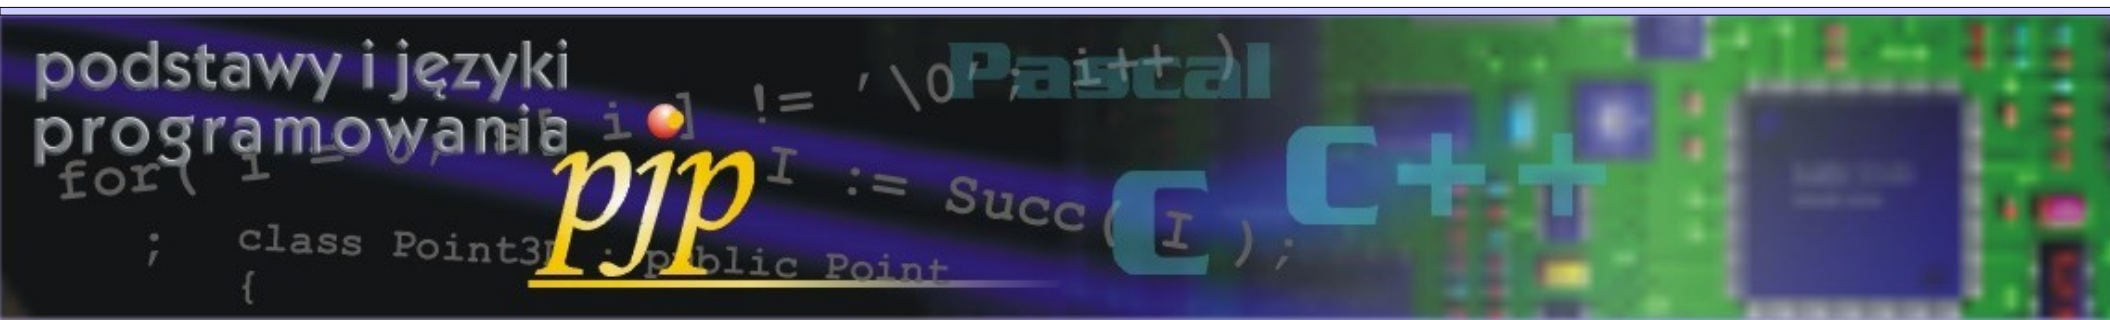 podstawy i języki
programowania
pjp
for( i = 0; s[ i ] != '\0'; i++ )
;
I := Succ( I );
class Point3D : public Point
{
Pascal
C
C++